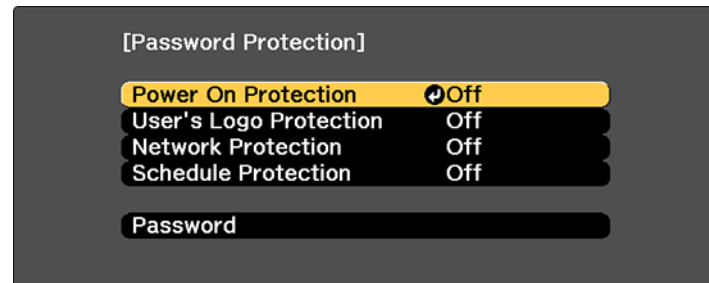 [Password Protection]
Power On Protection Off
User's Logo Protection Off
Network Protection Off
Schedule Protection Off
Password